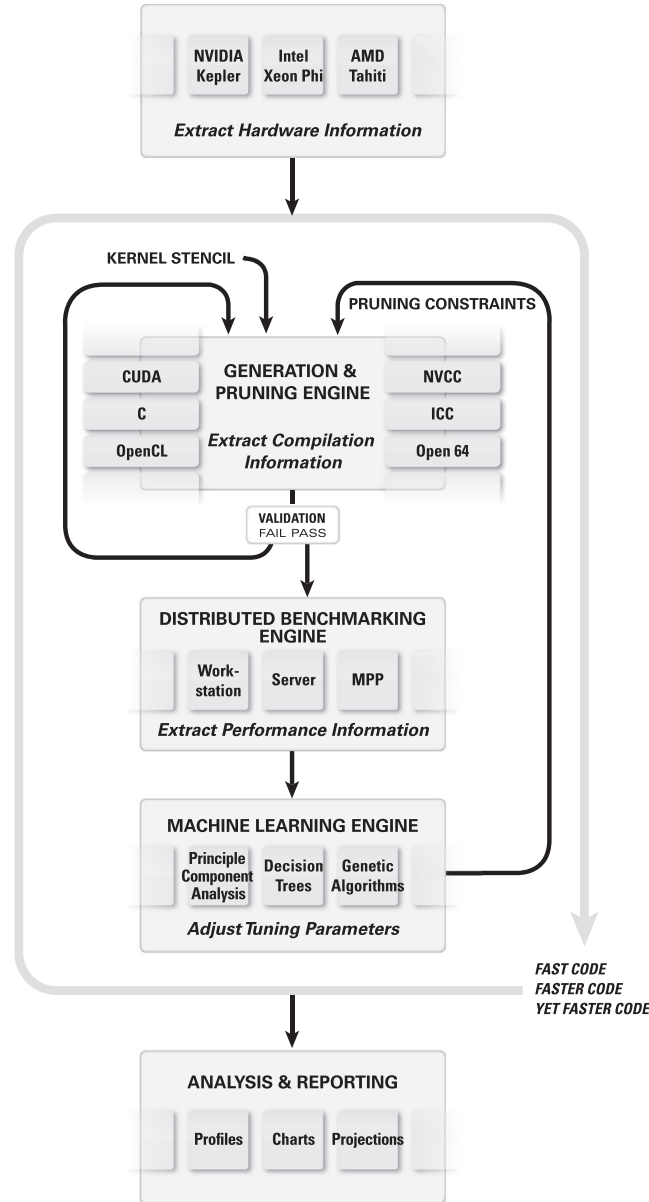 NVIDIA
Kepler
Intel
Xeon Phi
AMD
Tahiti
Extract Hardware Information
KERNEL STENCIL
PRUNING CONSTRAINTS
CUDA
C
OpenCL
GENERATION &
PRUNING ENGINE
Extract Compilation
Information
NVCC
ICC
Open 64
VALIDATION
FAIL PASS
DISTRIBUTED BENCHMARKING
ENGINE
Work-
station
Server
MPP
Extract Performance Information
MACHINE LEARNING ENGINE
Principle
Component
Analysis
Decision
Trees
Genetic
Algorithms
Adjust Tuning Parameters
FAST CODE
FASTER CODE
YET FASTER CODE
ANALYSIS & REPORTING
Profiles
Charts
Projections